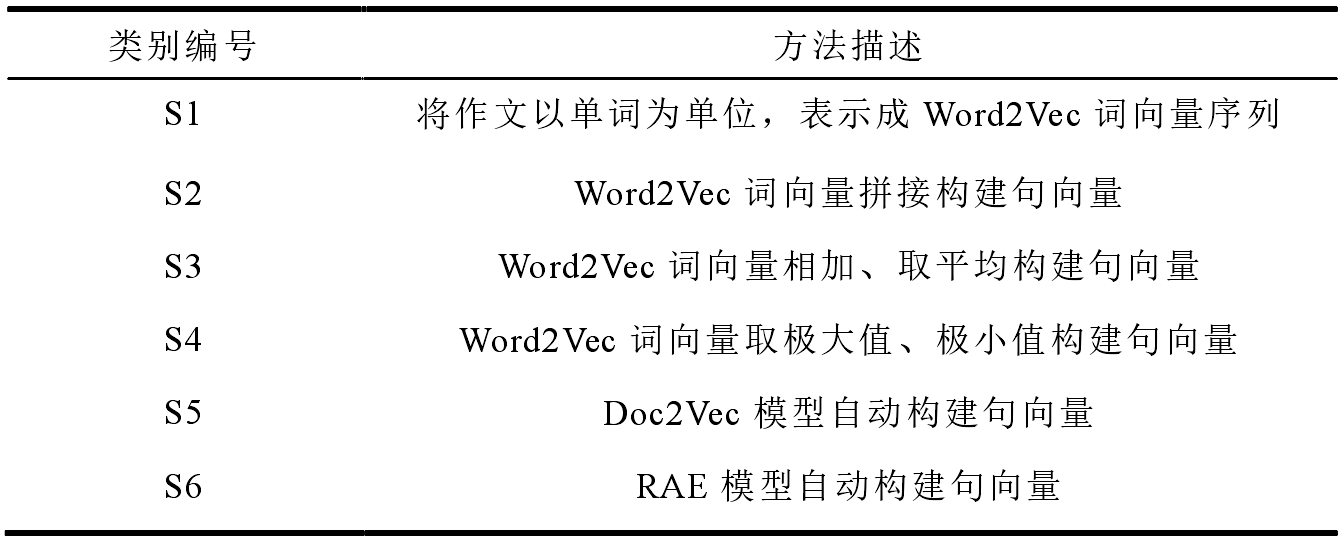 类别编号 方法描述
S1 将作文以单词为单位，表示成 Word2Vec 词向量序列
S2 Word2Vec 词向量拼接构建句向量
S3 Word2Vec 词向量相加、取平均构建句向量
S4 Word2Vec 词向量取极大值、极小值构建句向量
S5 Doc2Vec 模型自动构建句向量
S6 RAE 模型自动构建句向量